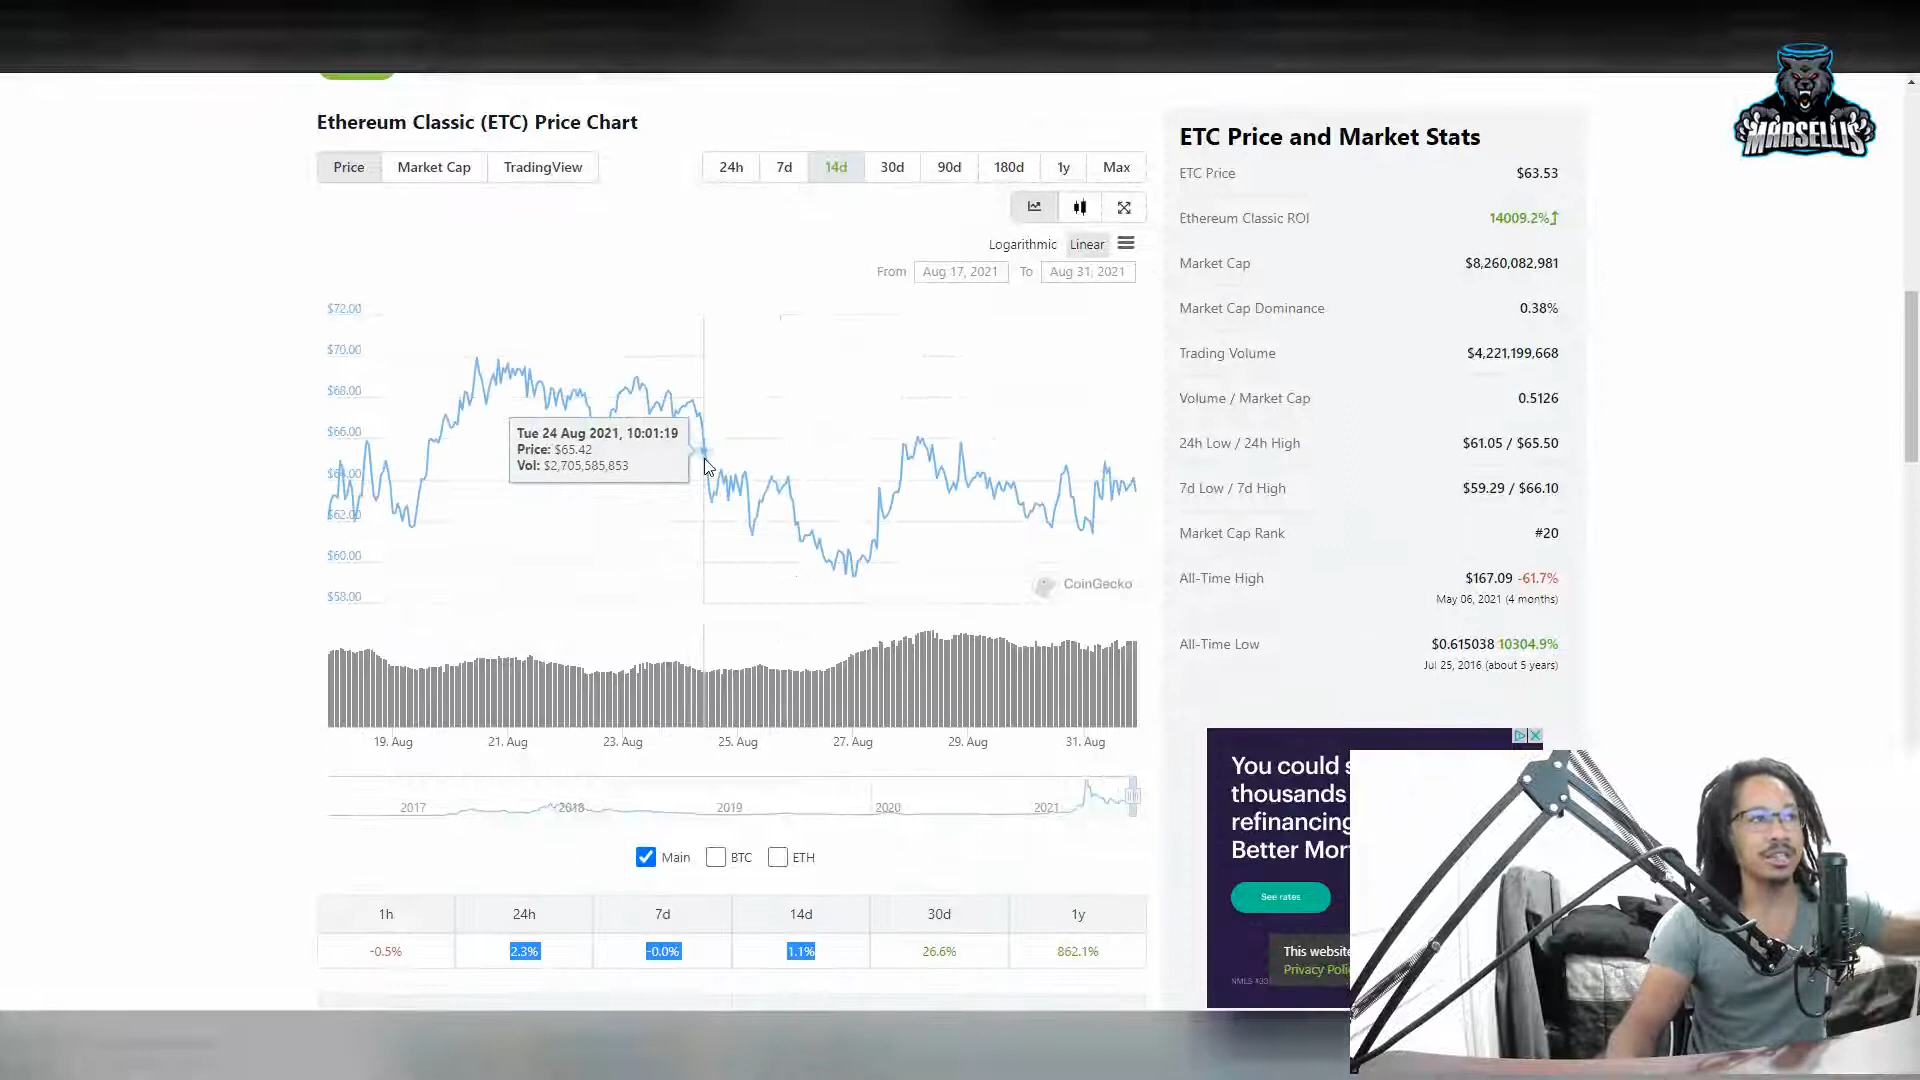 MARSELLIS
Ethereum Classic (ETC) Price Chart
Price Market Cap TradingView
24h 7d 14d 30d 90d 180d 1y Max
Logarithmic Linear
From Aug 17, 2021 To Aug 31, 2021
$72.00
$70.00
$68.00
$66.00
$64.00
$62.00
$60.00
$58.00
Tue 24 Aug 2021, 10:01:19
Price: $65.42
Vol: $2,705,585,853
CoinGecko
19. Aug 21. Aug 23. Aug 25. Aug 27. Aug 29. Aug 31. Aug
2017 2018 2019 2020 2021
Main BTC ETH
1h 24h 7d 14d 30d 1y
-0.5% 2.3% -0.0% 1.1% 26.6% 862.1%
ETC Price and Market Stats
ETC Price $63.53
Ethereum Classic ROI 14009.2%
Market Cap $8,260,082,981
Market Cap Dominance 0.38%
Trading Volume $4,221,199,668
Volume / Market Cap 0.5126
24h Low / 24h High $61.05 / $65.50
7d Low / 7d High $59.29 / $66.10
Market Cap Rank #20
All-Time High $167.09 -61.7%
May 06, 2021 (4 months)
All-Time Low $0.615038 10304.9%
Jul 25, 2016 (about 5 years)
You could s
thousands
refinancing
Better Mor
See rates
This website
Privacy Poli
NMLS #33